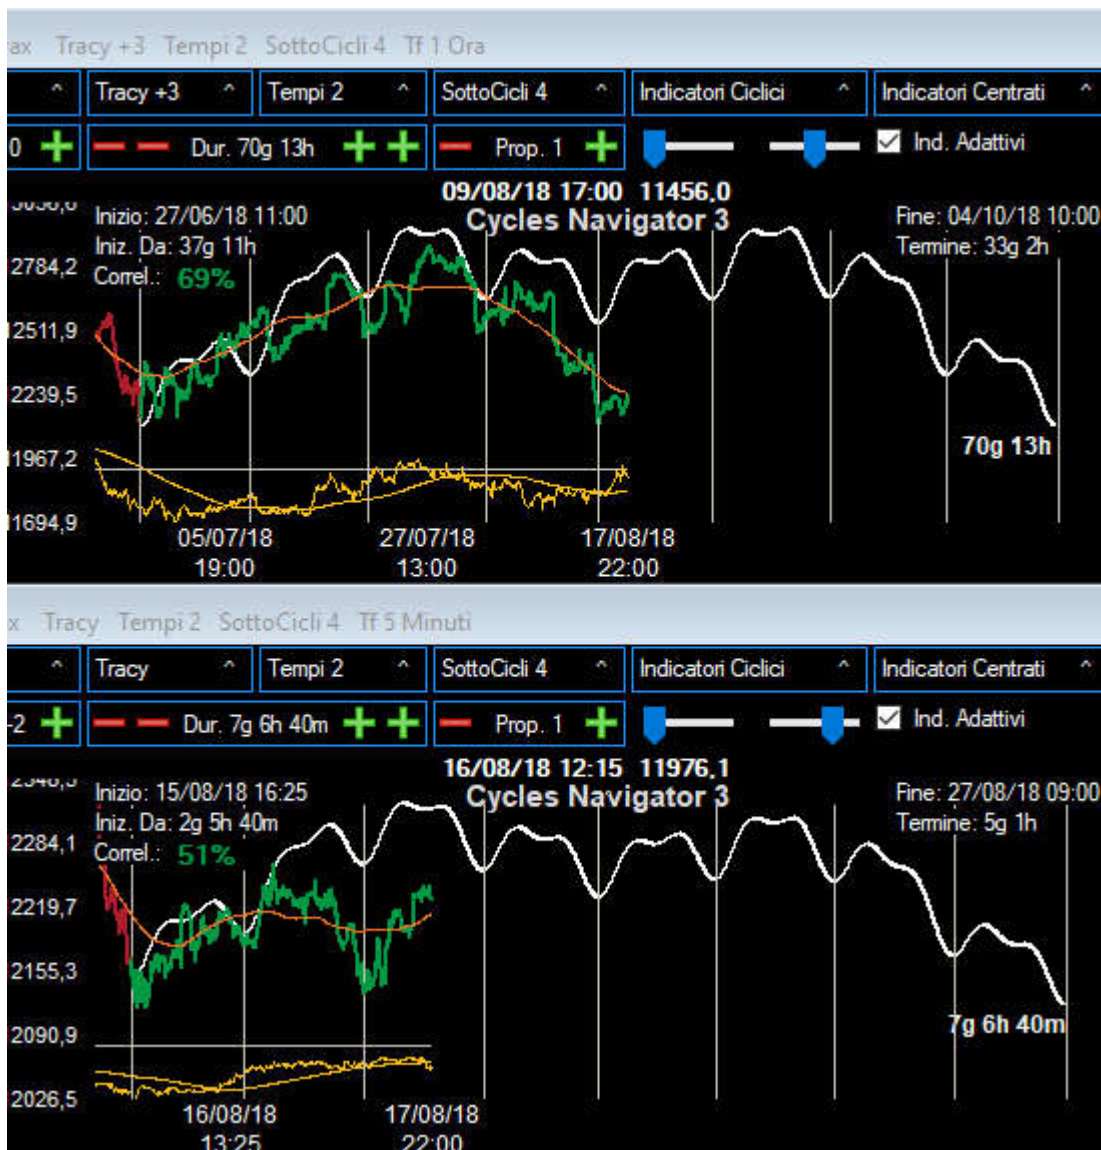 ax Tracy +3 Tempi 2 SottoCicli 4 Tf 1 Ora
^ Tracy +3 ^ Tempi 2 ^ SottoCicli 4 ^ Indicatori Ciclici ^ Indicatori Centrati ^
0 Dur. 70g 13h Prop. 1 Ind. Adattivi
09/08/18 17:00 11456,0
Cycles Navigator 3
Inizio: 27/06/18 11:00
Iniz. Da: 37g 11h
Correl.: 69%
Fine: 04/10/18 10:00
Termine: 33g 2h
2784,2
12511,9
2239,5
11967,2
11694,9
70g 13h
05/07/18 27/07/18 17/08/18
19:00 13:00 22:00
x Tracy Tempi 2 SottoCicli 4 Tf 5 Minuti
^ Tracy ^ Tempi 2 ^ SottoCicli 4 ^ Indicatori Ciclici ^ Indicatori Centrati ^
-2 Dur. 7g 6h 40m Prop. 1 Ind. Adattivi
16/08/18 12:15 11976,1
Cycles Navigator 3
Inizio: 15/08/18 16:25
Iniz. Da: 2g 5h 40m
Correl.: 51%
Fine: 27/08/18 09:00
Termine: 5g 1h
2284,1
2219,7
2155,3
2090,9
2026,5
7g 6h 40m
16/08/18 17/08/18
13:25 22:00